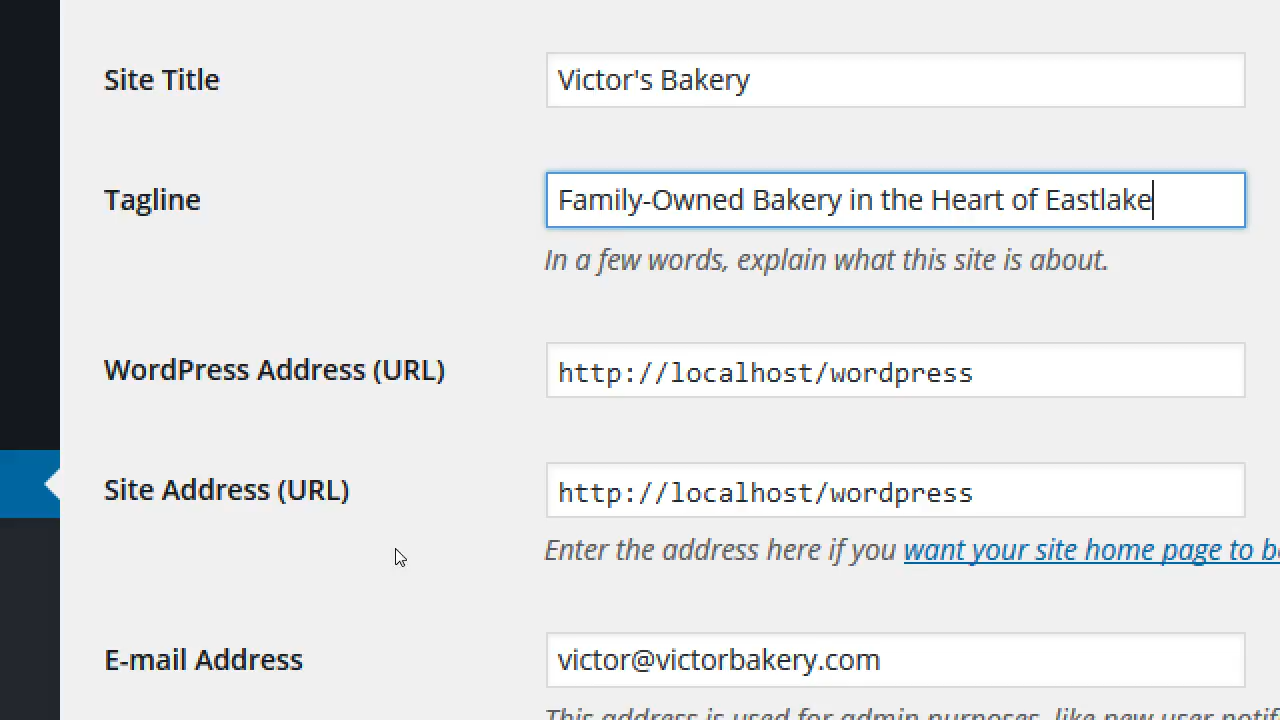 Site Title
Victor's Bakery
Tagline
Family-Owned Bakery in the Heart of Eastlake
In a few words, explain what this site is about.
WordPress Address (URL)
http://localhost/wordpress
Site Address (URL)
http://localhost/wordpress
Enter the address here if you want your site home page to
E-mail Address
victor@victorbakery.com
This address is used for admin purposes, like new user